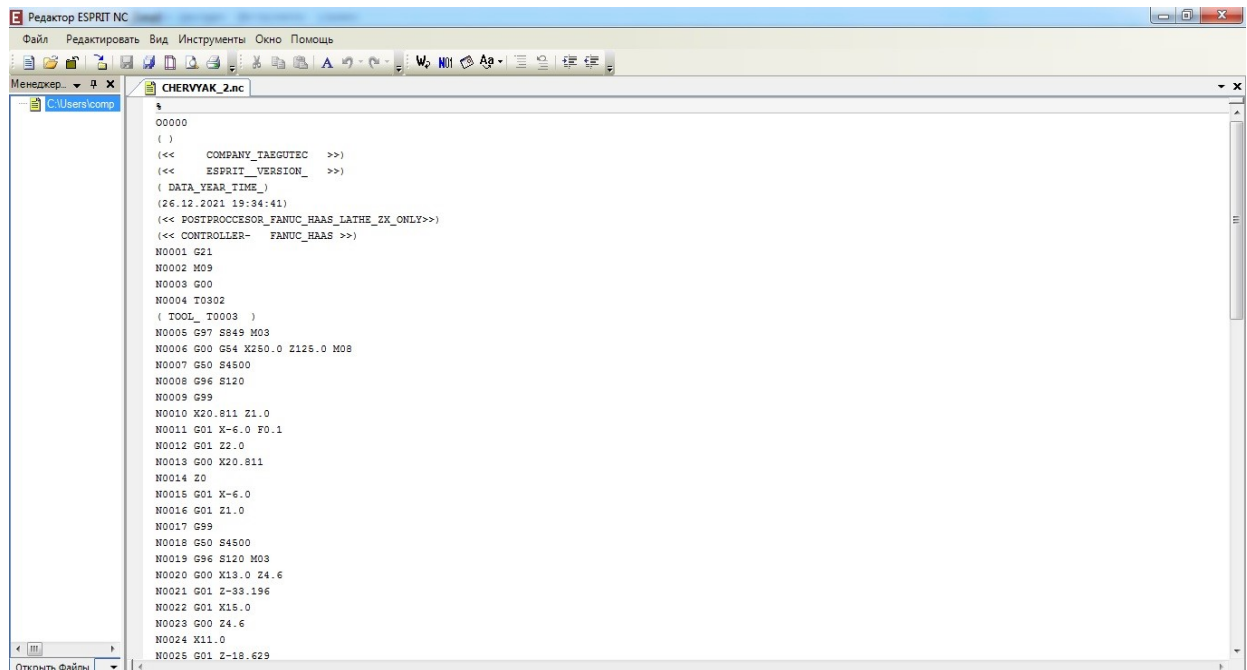 Редактор ESPRIT NC
Файл Редактировать Вид Инструменты Окно Помощь
Менеджер...
CHERVYAK_2.nc
C:\Users\comp
%
O0000
( )
(<< COMPANY_TAEGUTEC >>)
(<< ESPRIT__VERSION_ >>)
( DATA_YEAR_TIME_)
(26.12.2021 19:34:41)
(<< POSTPROCCESOR_FANUC_HAAS_LATHE_ZX_ONLY>>)
(<< CONTROLLER- FANUC_HAAS >>)
N0001 G21
N0002 M09
N0003 G00
N0004 T0302
( TOOL_ T0003 )
N0005 G97 S849 M03
N0006 G00 G54 X250.0 Z125.0 M08
N0007 G50 S4500
N0008 G96 S120
N0009 G99
N0010 X20.811 Z1.0
N0011 G01 X-6.0 F0.1
N0012 G01 Z2.0
N0013 G00 X20.811
N0014 Z0
N0015 G01 X-6.0
N0016 G01 Z1.0
N0017 G99
N0018 G50 S4500
N0019 G96 S120 M03
N0020 G00 X13.0 Z4.6
N0021 G01 Z-33.196
N0022 G01 X15.0
N0023 G00 Z4.6
N0024 X11.0
N0025 G01 Z-18.629
Открыть Файлы